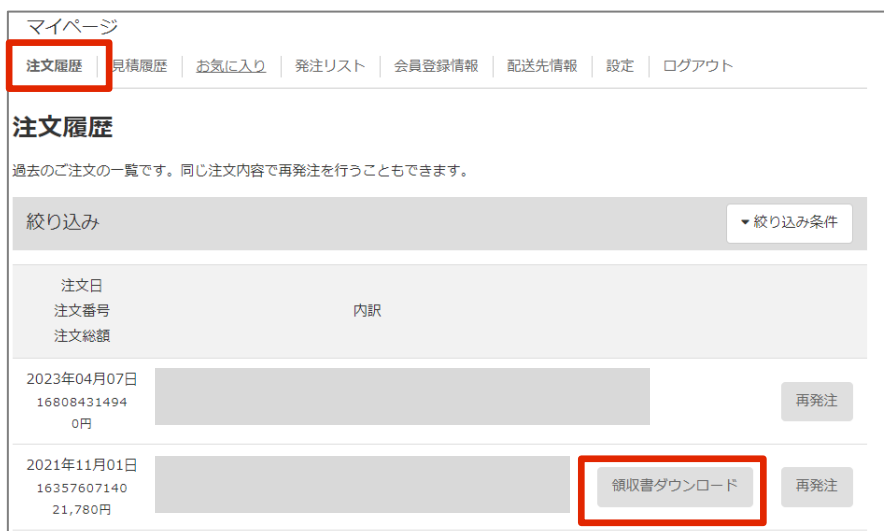 マイページ
注文履歴 見積履歴 お気に入り 発注リスト 会員登録情報 配送先情報 設定 ログアウト
注文履歴
過去のご注文の一覧です。同じ注文内容で再発注を行うこともできます。
絞り込み ▼絞り込み条件
注文日
注文番号 内訳
注文総額
2023年04月07日
16808431494 再発注
0円
2021年11月01日
16357607140 領収書ダウンロード 再発注
21,780円